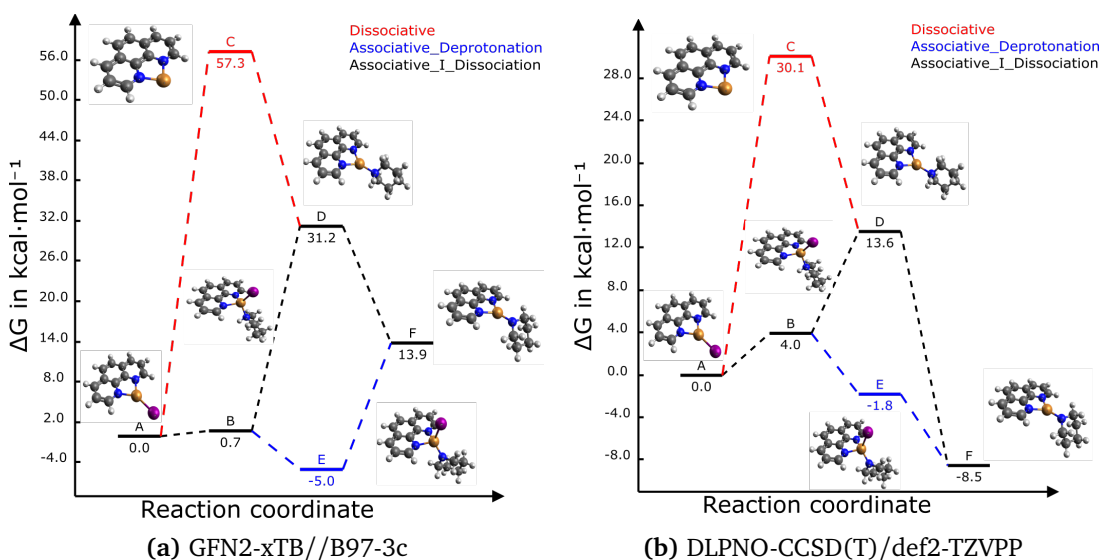 Dissociative
Associative_Deprotonation
Associative_I_Dissociation
56.0
50.0
44.0
38.0
32.0
26.0
20.0
14.0
8.0
2.0
-4.0
ΔG in kcal·mol⁻¹
C
57.3
D
31.2
F
13.9
A
0.0
B
0.7
E
-5.0
Reaction coordinate
(a) GFN2-xTB//B97-3c
Dissociative
Associative_Deprotonation
Associative_I_Dissociation
28.0
24.0
20.0
16.0
12.0
8.0
4.0
0.0
-4.0
-8.0
ΔG in kcal·mol⁻¹
C
30.1
D
13.6
B
4.0
A
0.0
E
-1.8
F
-8.5
Reaction coordinate
(b) DLPNO-CCSD(T)/def2-TZVPP